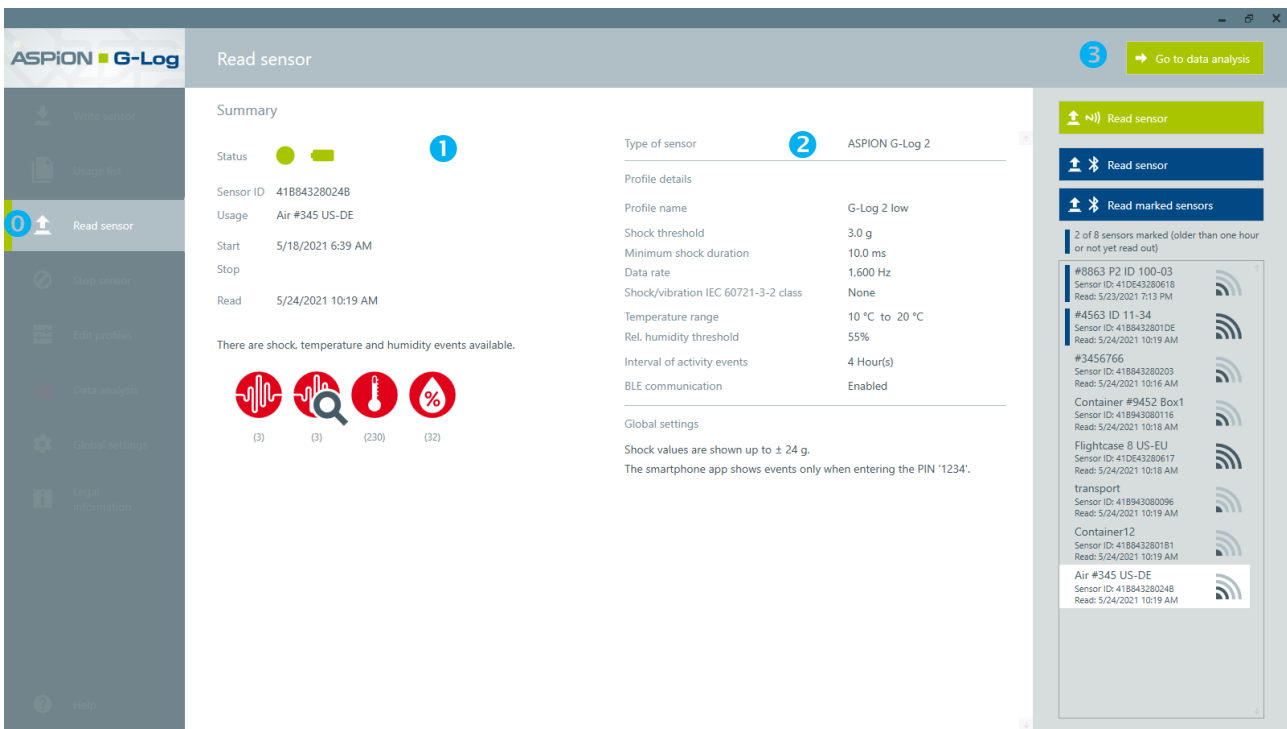 ASPION G-Log
Read sensor
3
Go to data analysis
Write sensor
Usage list
0
Read sensor
Stop sensor
Edit profiles
Data analysis
Global settings
Legal
information
Help
Summary
1
Status
Sensor ID 41B84328024B
Usage Air #345 US-DE
Start 5/18/2021 6:39 AM
Stop
Read 5/24/2021 10:19 AM
There are shock, temperature and humidity events available.
%
(3) (3) (230) (32)
Type of sensor 2 ASPION G-Log 2
Profile details
Profile name G-Log 2 low
Shock threshold 3.0 g
Minimum shock duration 10.0 ms
Data rate 1,600 Hz
Shock/vibration IEC 60721-3-2 class None
Temperature range 10 °C to 20 °C
Rel. humidity threshold 55%
Interval of activity events 4 Hour(s)
BLE communication Enabled
Global settings
Shock values are shown up to ± 24 g.
The smartphone app shows events only when entering the PIN '1234'.
Read sensor
Read sensor
Read marked sensors
2 of 8 sensors marked (older than one hour
or not yet read out)
#8863 P2 ID 100-03
Sensor ID: 41DE43280618
Read: 5/23/2021 7:13 PM
#4563 ID 11-34
Sensor ID: 41B8432801DE
Read: 5/24/2021 10:19 AM
#3456766
Sensor ID: 41B843280203
Read: 5/24/2021 10:16 AM
Container #9452 Box1
Sensor ID: 41B943080116
Read: 5/24/2021 10:18 AM
Flightcase 8 US-EU
Sensor ID: 41DE43280617
Read: 5/24/2021 10:18 AM
transport
Sensor ID: 41B943080096
Read: 5/24/2021 10:19 AM
Container12
Sensor ID: 41B8432801B1
Read: 5/24/2021 10:19 AM
Air #345 US-DE
Sensor ID: 41B84328024B
Read: 5/24/2021 10:19 AM